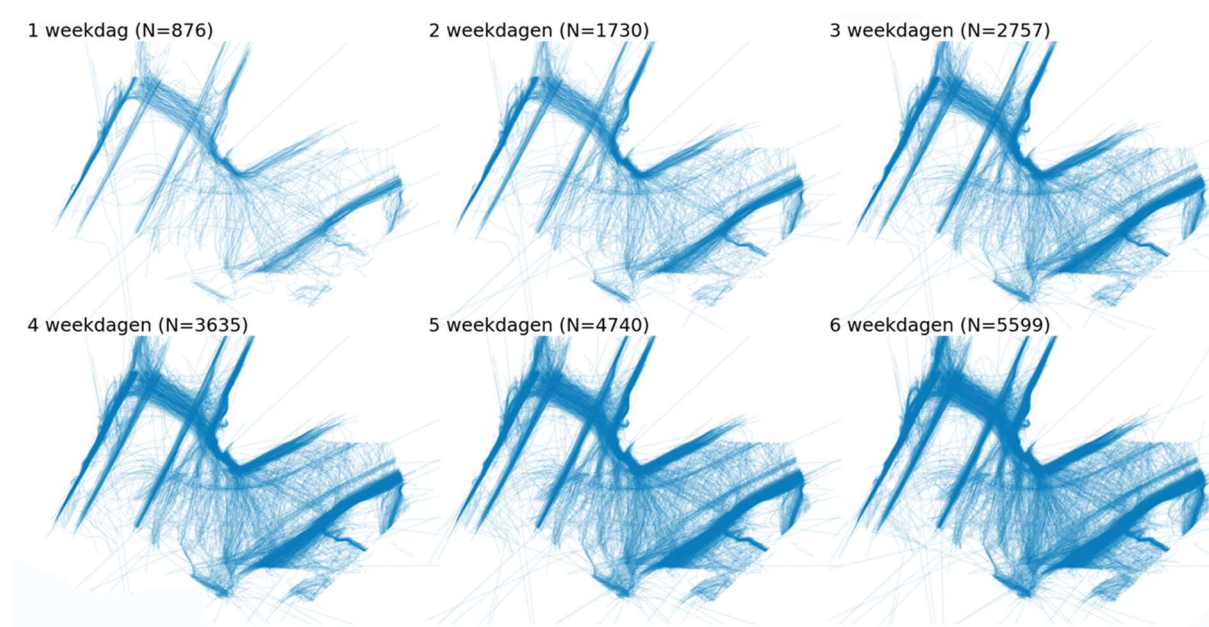 1 weekdag (N=876)
2 weekdagen (N=1730)
3 weekdagen (N=2757)
4 weekdagen (N=3635)
5 weekdagen (N=4740)
6 weekdagen (N=5599)